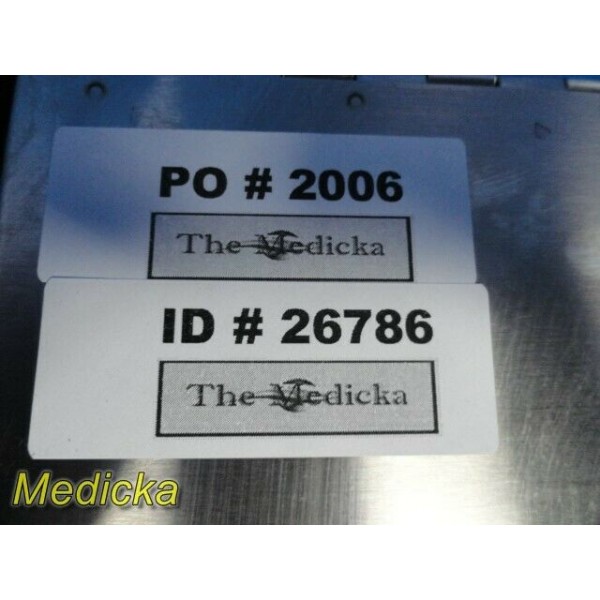 PO # 2006
The Medicka
ID # 26786
The Medicka
Medicka